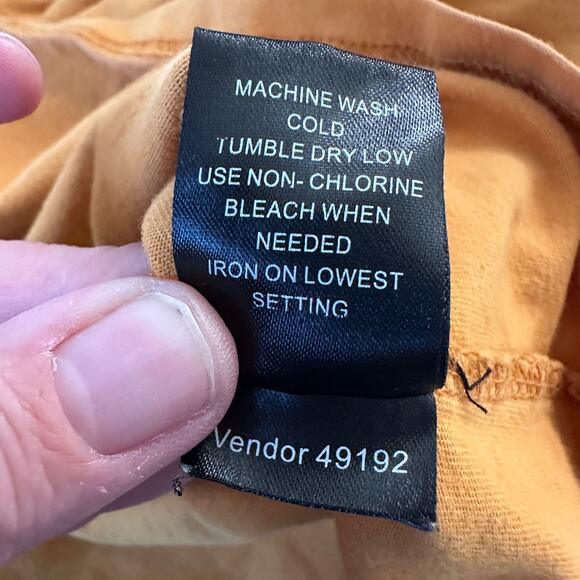 MACHINE WASH
COLD
TUMBLE DRY LOW
USE NON- CHLORINE
BLEACH WHEN
NEEDED
IRON ON LOWEST
SETTING
Vendor 49192